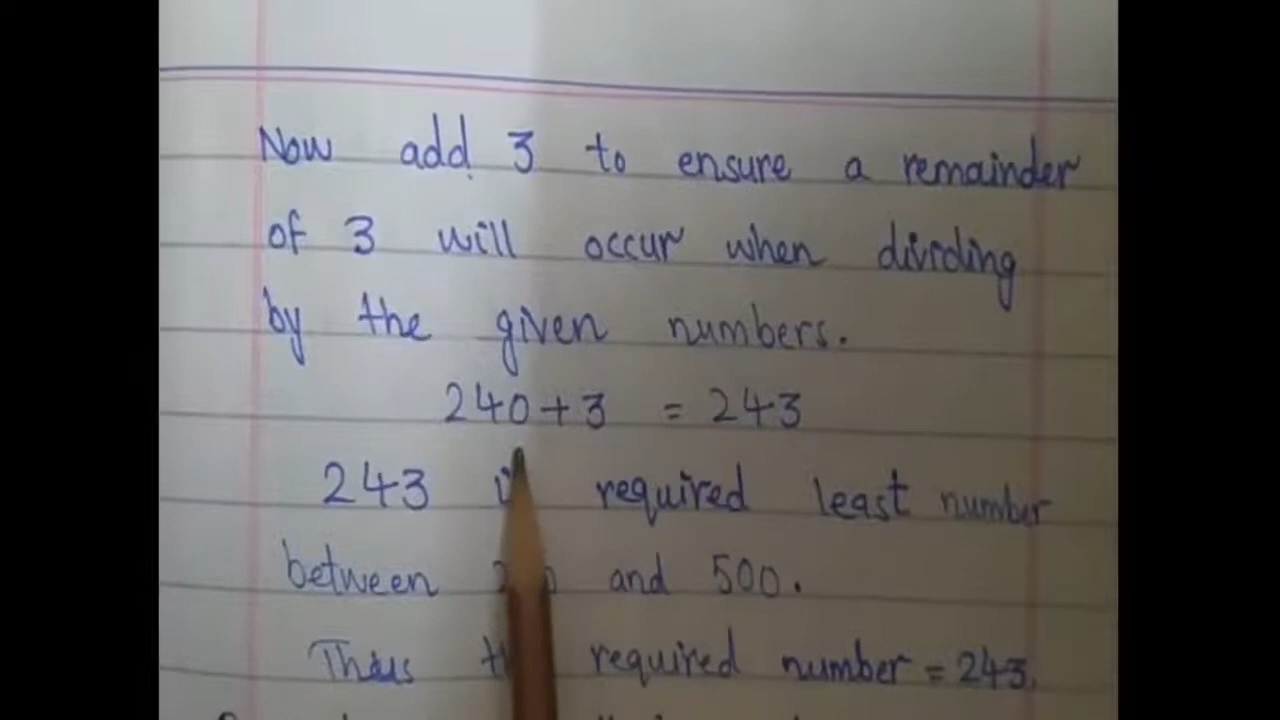 Now add 3 to ensure a remainder
of 3 will occur when dividing
by the given numbers.
240 + 3 = 243
243 required least number
between and 500.
Thus required number = 243.